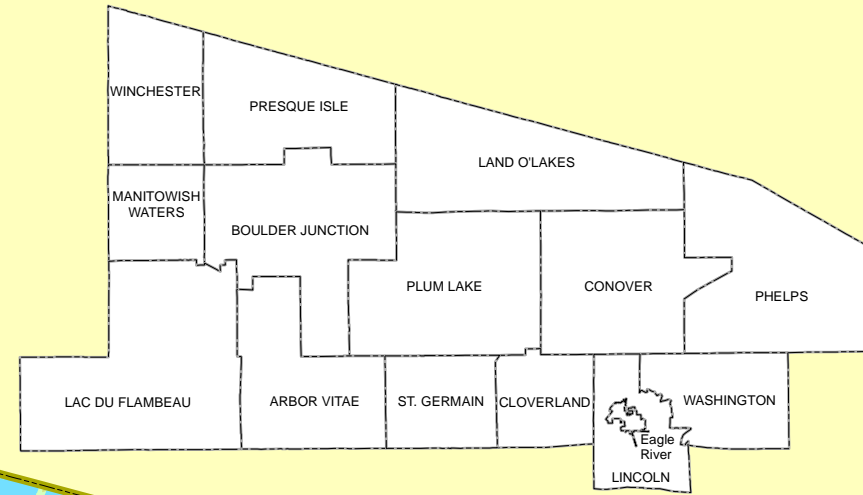 WINCHESTER
PRESQUE ISLE
LAND O'LAKES
MANITOWISH
WATERS
BOULDER JUNCTION
PLUM LAKE
CONOVER
PHELPS
LAC DU FLAMBEAU
ARBOR VITAE
ST. GERMAIN
CLOVERLAND
WASHINGTON
Eagle
River
LINCOLN